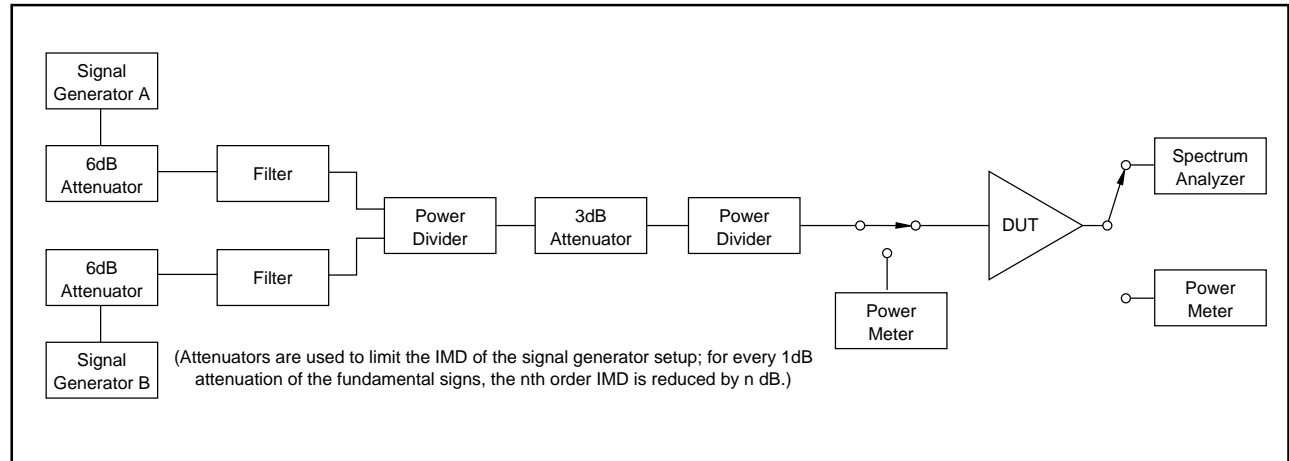 Signal
Generator A
6dB
Attenuator
Filter
Power
Divider
3dB
Attenuator
Power
Divider
DUT
Spectrum
Analyzer
6dB
Attenuator
Filter
Power
Meter
Power
Meter
Signal
Generator B
(Attenuators are used to limit the IMD of the signal generator setup; for every 1dB
attenuation of the fundamental signs, the nth order IMD is reduced by n dB.)